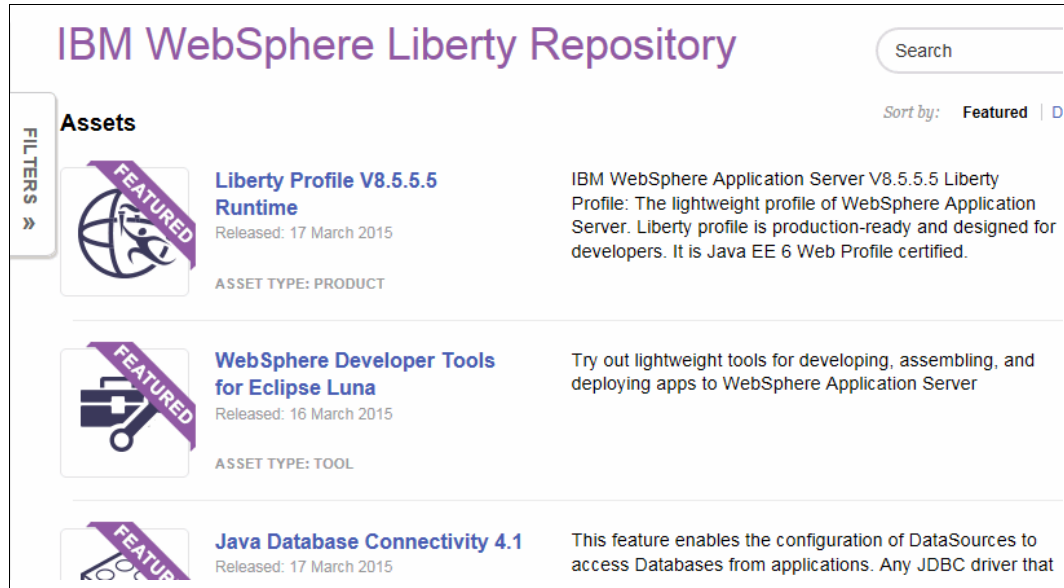 IBM WebSphere Liberty Repository
Search
FILTERS »
Assets
Sort by: Featured | D
FEATURED
Liberty Profile V8.5.5.5
Runtime
Released: 17 March 2015
ASSET TYPE: PRODUCT
IBM WebSphere Application Server V8.5.5.5 Liberty
Profile: The lightweight profile of WebSphere Application
Server. Liberty profile is production-ready and designed for
developers. It is Java EE 6 Web Profile certified.
FEATURED
WebSphere Developer Tools
for Eclipse Luna
Released: 16 March 2015
ASSET TYPE: TOOL
Try out lightweight tools for developing, assembling, and
deploying apps to WebSphere Application Server
FEATU
Java Database Connectivity 4.1
Released: 17 March 2015
This feature enables the configuration of DataSources to
access Databases from applications. Any JDBC driver that